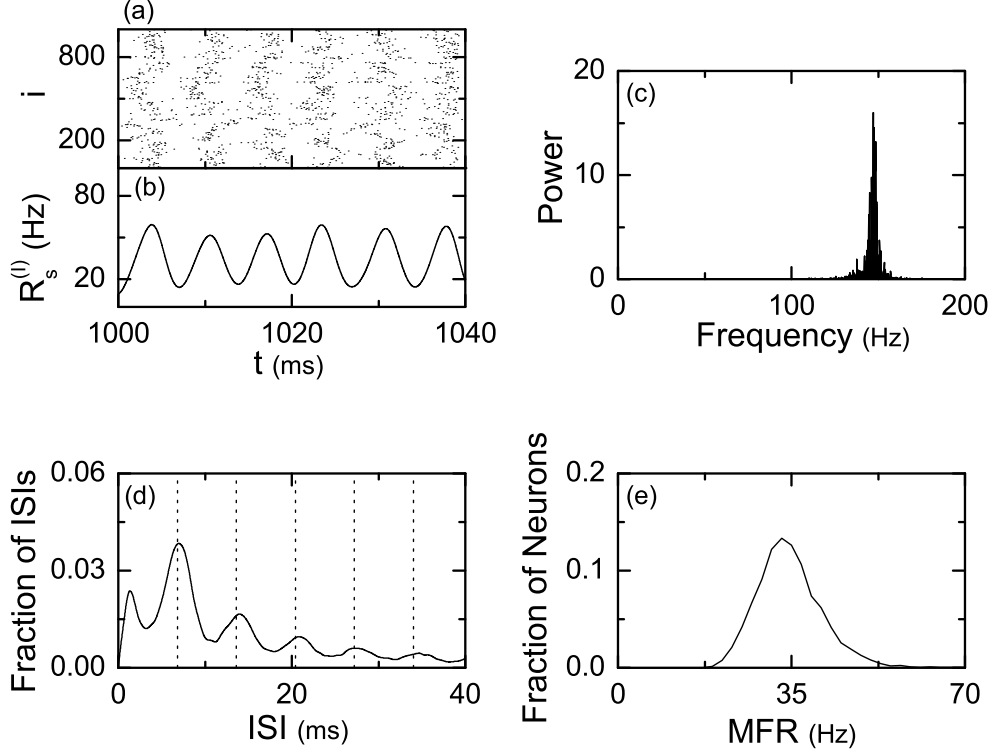 (a)
800
i
200
(b)
80
R_s^(I) (Hz)
20
1000 1020 1040
t (ms)
20
(c)
Power
10
0
0 100 200
Frequency (Hz)
0.06
(d)
Fraction of ISIs
0.03
0.00
0 20 40
ISI (ms)
0.2
(e)
Fraction of Neurons
0.1
0.0
0 35 70
MFR (Hz)